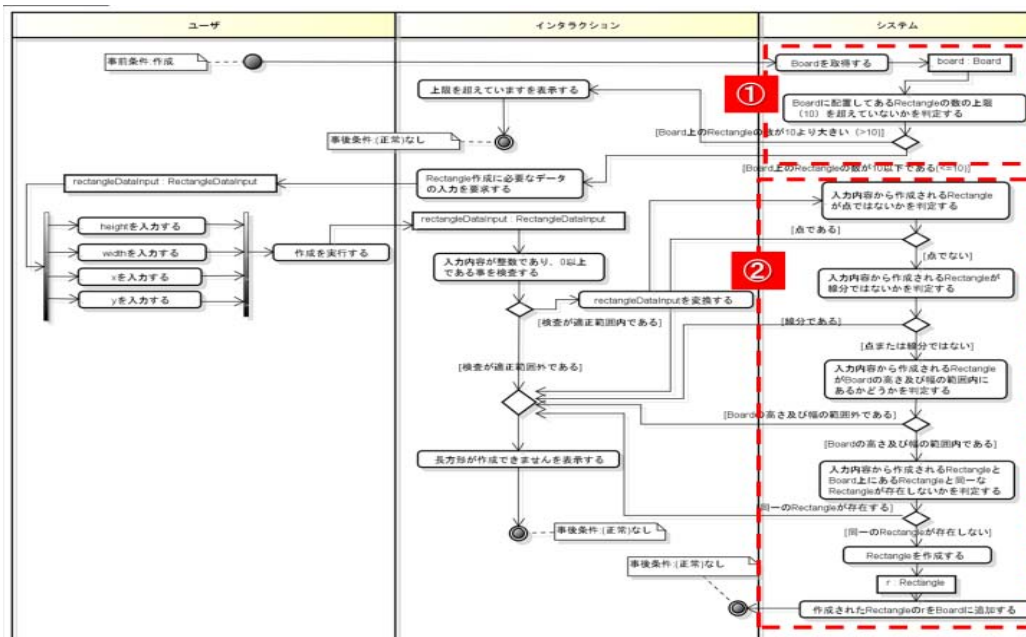 ユーザ
インタラクション
システム
事前条件:作成
Boardを取得する
board : Board
①
上限を超えていますを表示する
Boardに配置してあるRectangleの数の上限
（10）を超えていないかを判定する
事後条件:(正常)なし
[Board上のRectangleの数が10より大きい（>10)]
[Board上のRectangleの数が10以下である(<=10)]
rectangleDataInput : RectangleDataInput
Rectangle作成に必要なデータ
の入力を要求する
入力内容から作成されるRectangle
が点ではないかを判定する
rectangleDataInput : RectangleDataInput
heightを入力する
widthを入力する
xを入力する
yを入力する
作成を実行する
[点である]
[点でない]
入力内容が整数であり、0以上
である事を検査する
②
入力内容から作成されるRectangleが
線分ではないかを判定する
rectangleDataInputを変換する
[検査が適正範囲内である]
[線分である]
[点または線分ではない]
[検査が適正範囲外である]
入力内容から作成されるRectangle
がBoardの高さ及び幅の範囲内に
あるかどうかを判定する
[Boardの高さ及び幅の範囲外である]
[Boardの高さ及び幅の範囲内である]
長方形が作成できませんを表示する
入力内容から作成されるRectangleと
Board上にあるRectangleと同一な
Rectangleが存在しないかを判定する
[同一のRectangleが存在する]
[同一のRectangleが存在しない]
事後条件:(正常)なし
Rectangleを作成する
事後条件:(正常)なし
r : Rectangle
作成されたRectangleのrをBoardに追加する